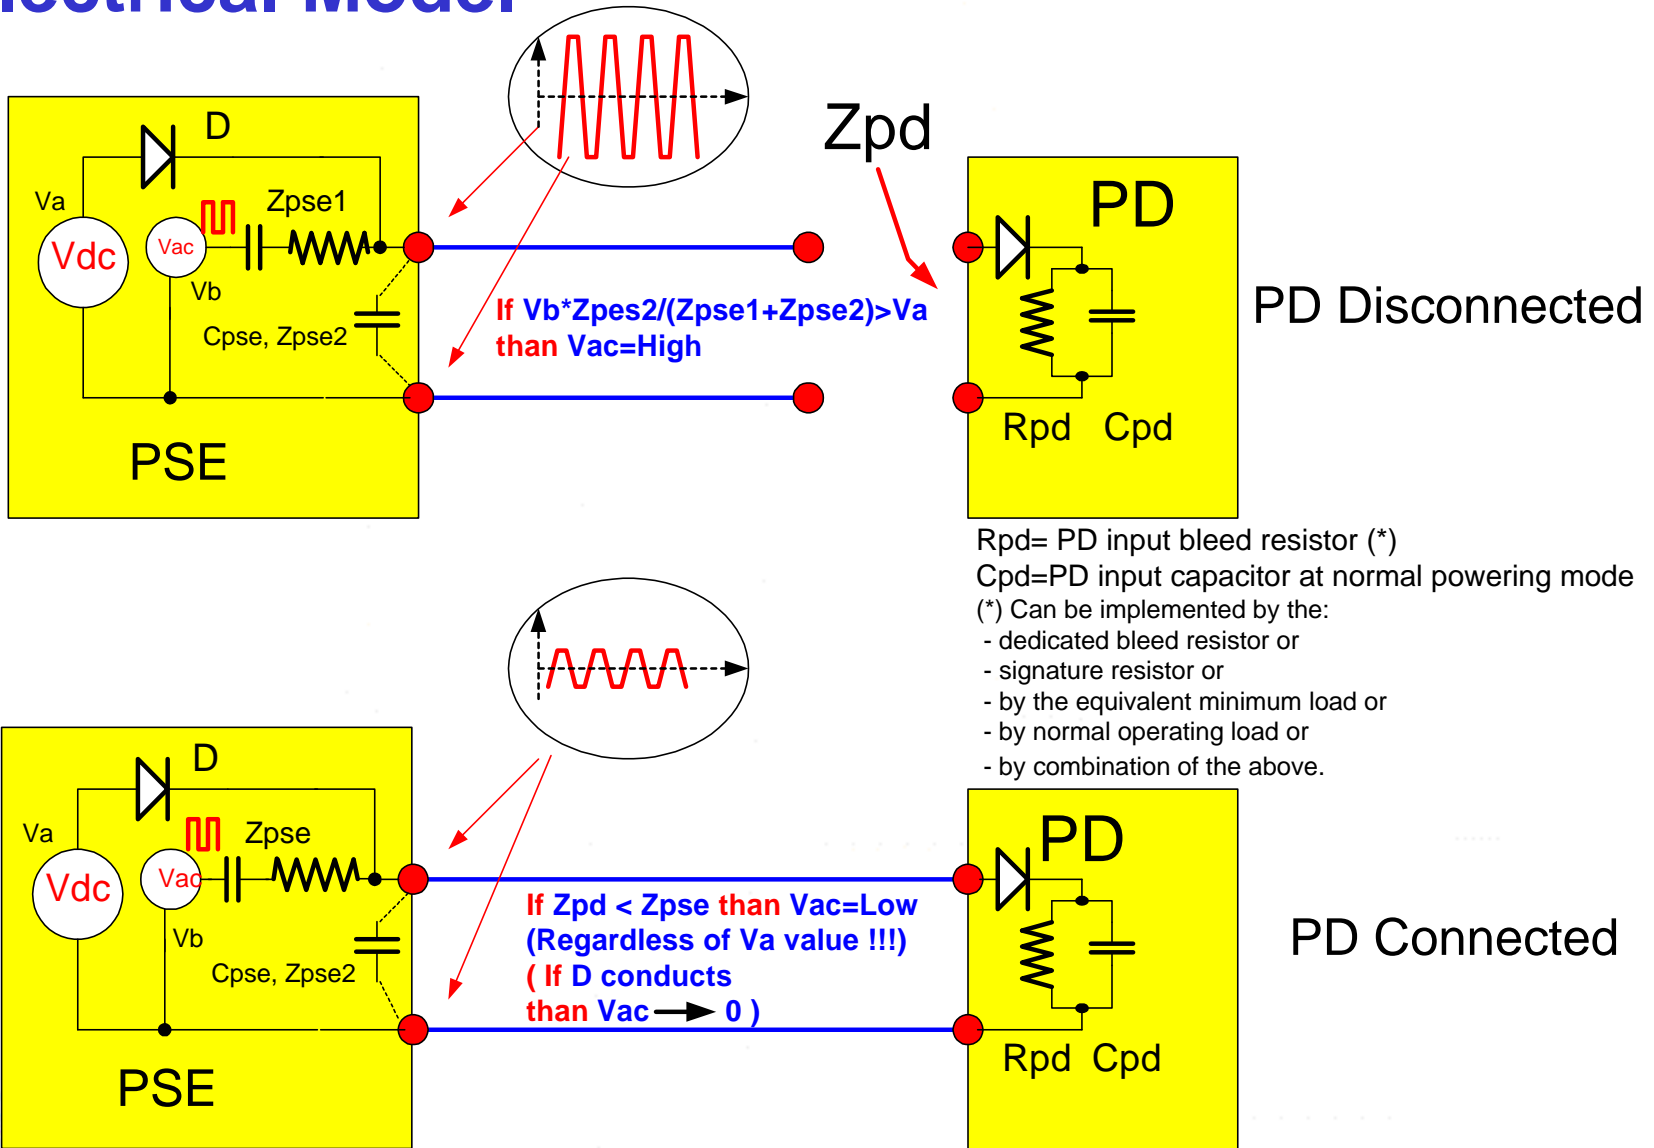 lectrical Model
D
Va
Zpse1
Vdc
Vac
Vb
Cpse, Zpse2
PSE
If Vb*Zpes2/(Zpse1+Zpse2)>Va
than Vac=High
Zpd
PD
Rpd Cpd
PD Disconnected
Rpd= PD input bleed resistor (*)
Cpd=PD input capacitor at normal powering mode
(*) Can be implemented by the:
- dedicated bleed resistor or
- signature resistor or
- by the equivalent minimum load or
- by normal operating load or
- by combination of the above.
D
Va
Zpse
Vdc
Vac
Vb
Cpse, Zpse2
PSE
If Zpd < Zpse than Vac=Low
(Regardless of Va value !!!)
( If D conducts
than Vac → 0 )
PD
Rpd Cpd
PD Connected